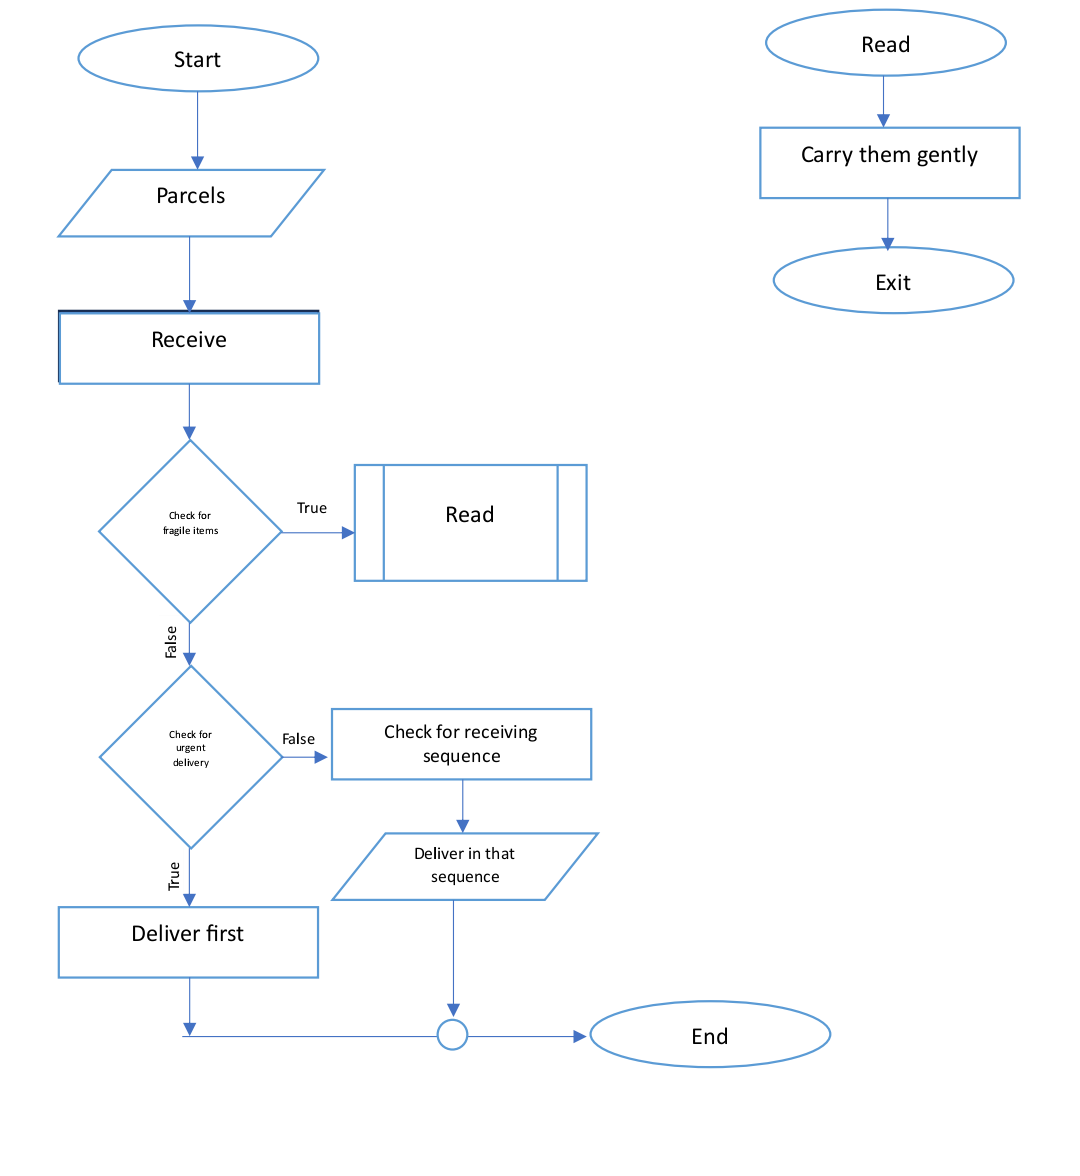 Start
Parcels
Receive
Check for
fragile items
True
Read
False
Check for
urgent
delivery
False
Check for receiving
sequence
Deliver in that
sequence
True
Deliver first
End
Read
Carry them gently
Exit